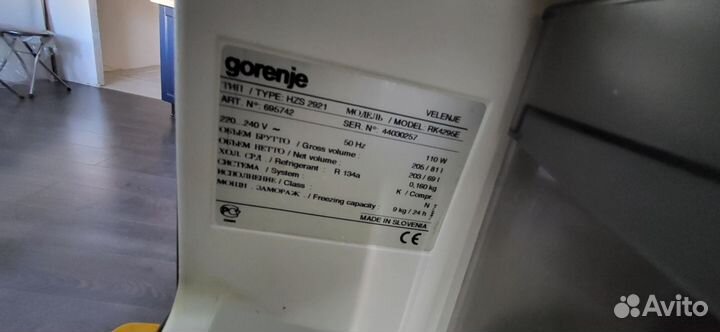 gorenje
VELENJE
ТИП / TYPE: HZS 2921 МОДЕЛЬ / MODEL: RK4295E
ART. Nº: 695742 SER. Nº: 44030257
220...240 V ~ 50 Hz 110 W
ОБЪЕМ БРУТТО / Gross volume : 205 / 81 l
ОБЪЕМ НЕТТО / Net volume : 203 / 69 l
ХОЛ. СРД. / Refrigerant : R 134a 0,160 kg
СИСТЕМА / System : K / Compr.
ИСПОЛНЕНИЕ / Class : N
МОЩН. ЗАМОРАЖ. / Freezing capacity : 9 kg / 24 h
MADE IN SLOVENIA
CE
Avito